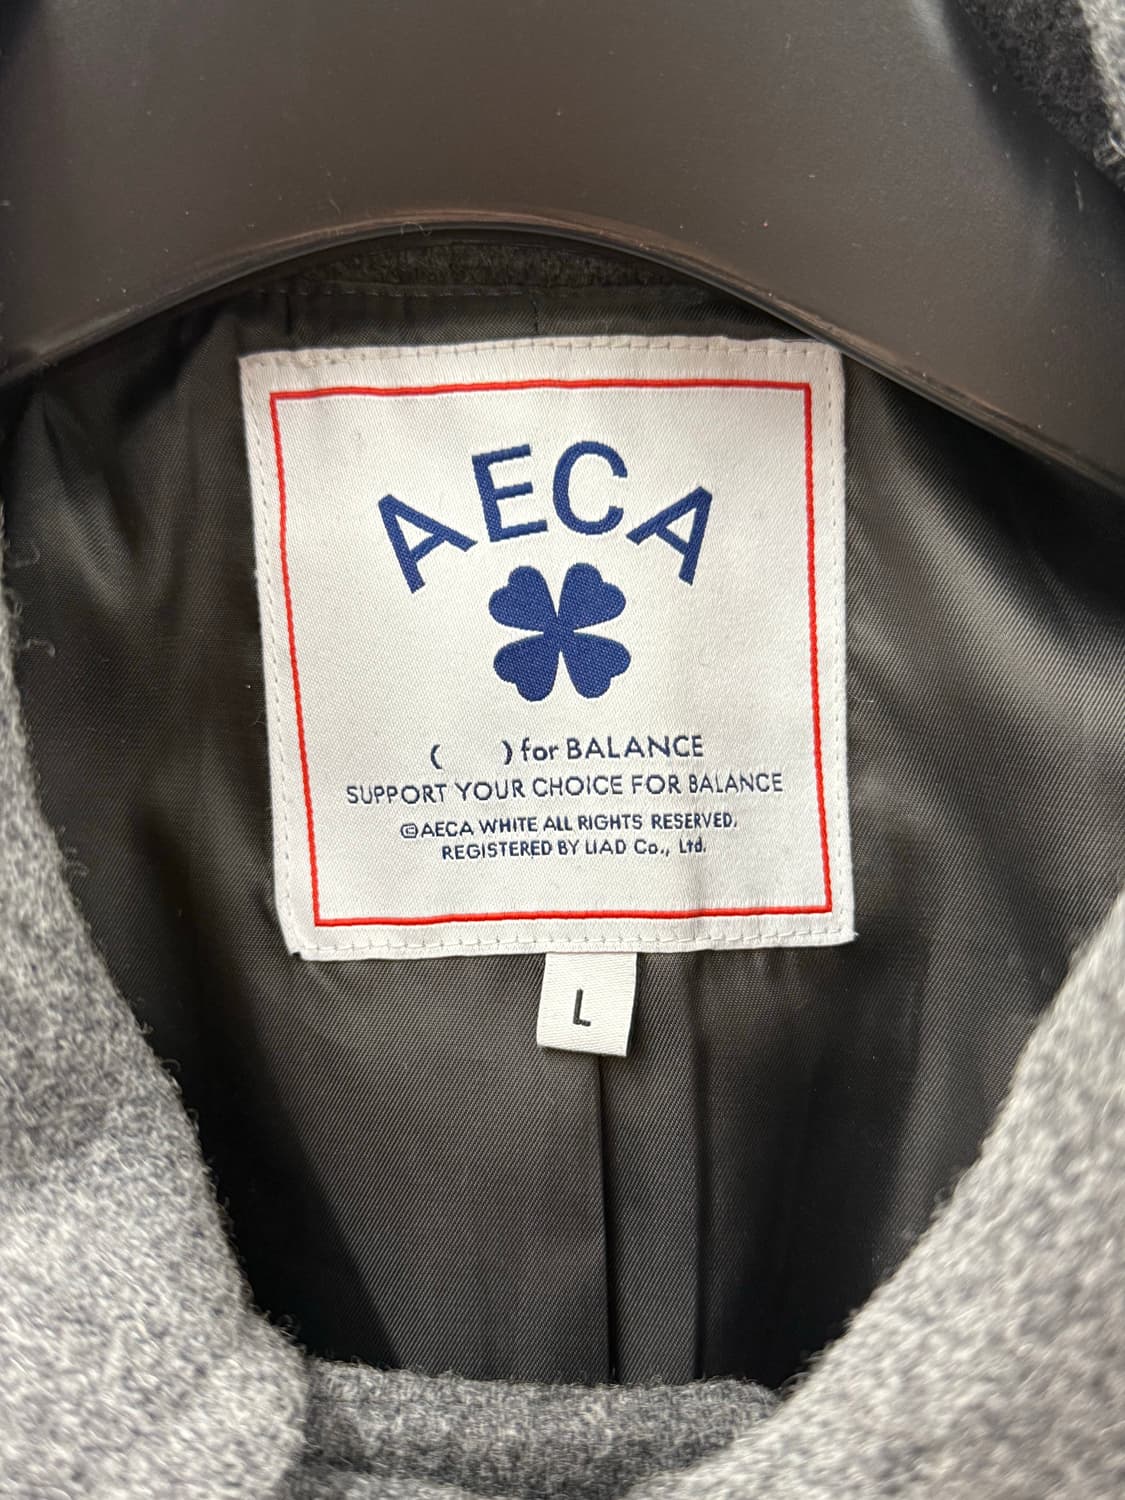 AECA
(      ) for BALANCE
SUPPORT YOUR CHOICE FOR BALANCE
©AECA WHITE ALL RIGHTS RESERVED.
REGISTERED BY LIAD Co., Ltd.
L